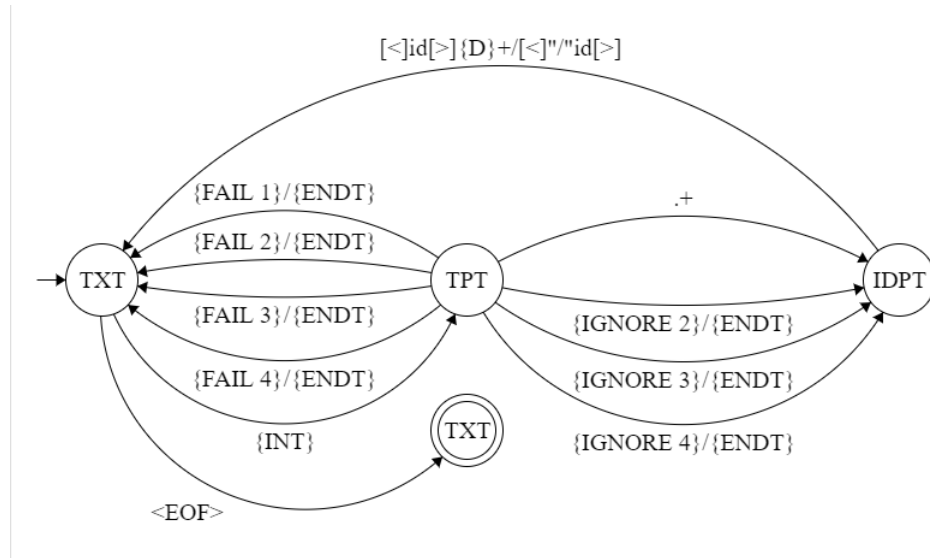 [<]id[>]{D}+/[<]"/"id[>]
{FAIL 1}/{ENDT}
.+
{FAIL 2}/{ENDT}
TXT
TPT
IDPT
{FAIL 3}/{ENDT}
{IGNORE 2}/{ENDT}
{FAIL 4}/{ENDT}
{IGNORE 3}/{ENDT}
{INT}
TXT
{IGNORE 4}/{ENDT}
<EOF>